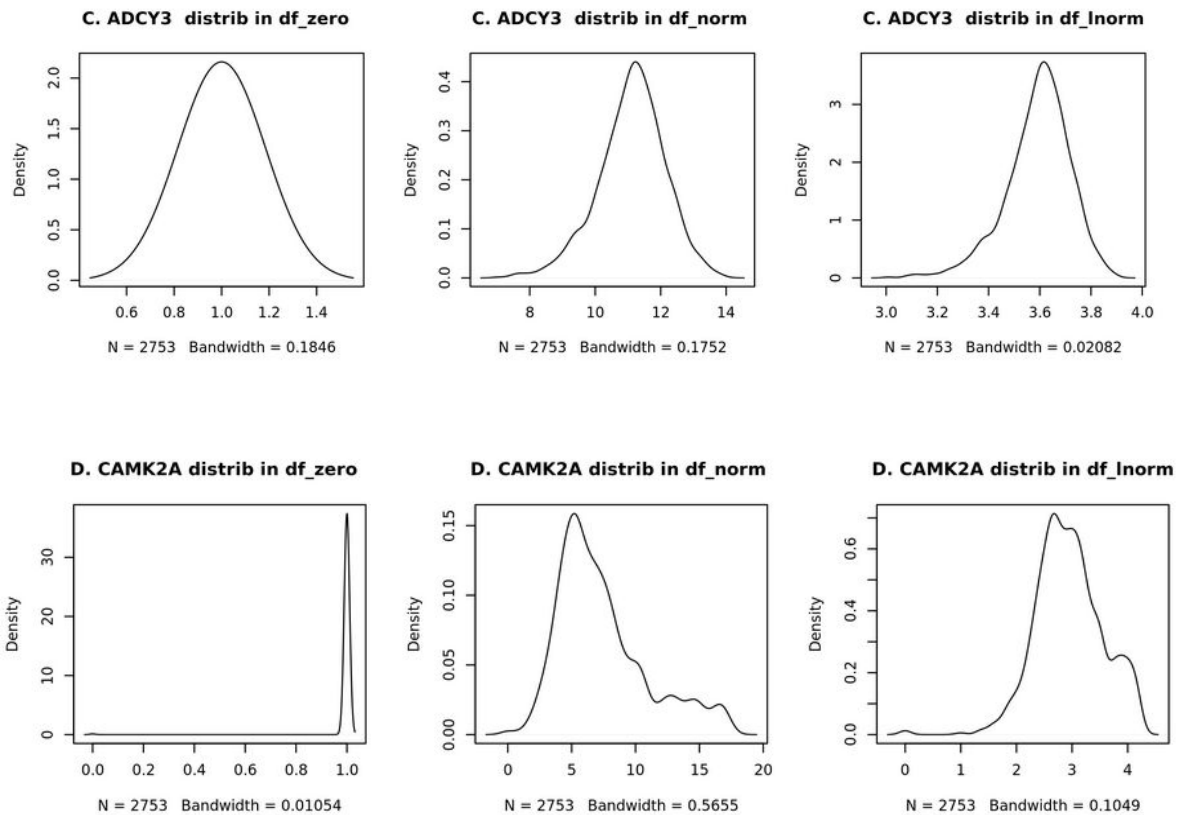 C. ADCY3  distrib in df_zero
C. ADCY3  distrib in df_norm
C. ADCY3  distrib in df_lnorm
Density
0.0 0.5 1.0 1.5 2.0
0.6 0.8 1.0 1.2 1.4
N = 2753   Bandwidth = 0.1846
Density
0.0 0.1 0.2 0.3 0.4
8 10 12 14
N = 2753   Bandwidth = 0.1752
Density
0 1 2 3
3.0 3.2 3.4 3.6 3.8 4.0
N = 2753   Bandwidth = 0.02082
D. CAMK2A distrib in df_zero
D. CAMK2A distrib in df_norm
D. CAMK2A distrib in df_lnorm
Density
0 10 20 30
0.0 0.2 0.4 0.6 0.8 1.0
N = 2753   Bandwidth = 0.01054
Density
0.00 0.05 0.10 0.15
0 5 10 15 20
N = 2753   Bandwidth = 0.5655
Density
0.0 0.2 0.4 0.6
0 1 2 3 4
N = 2753   Bandwidth = 0.1049